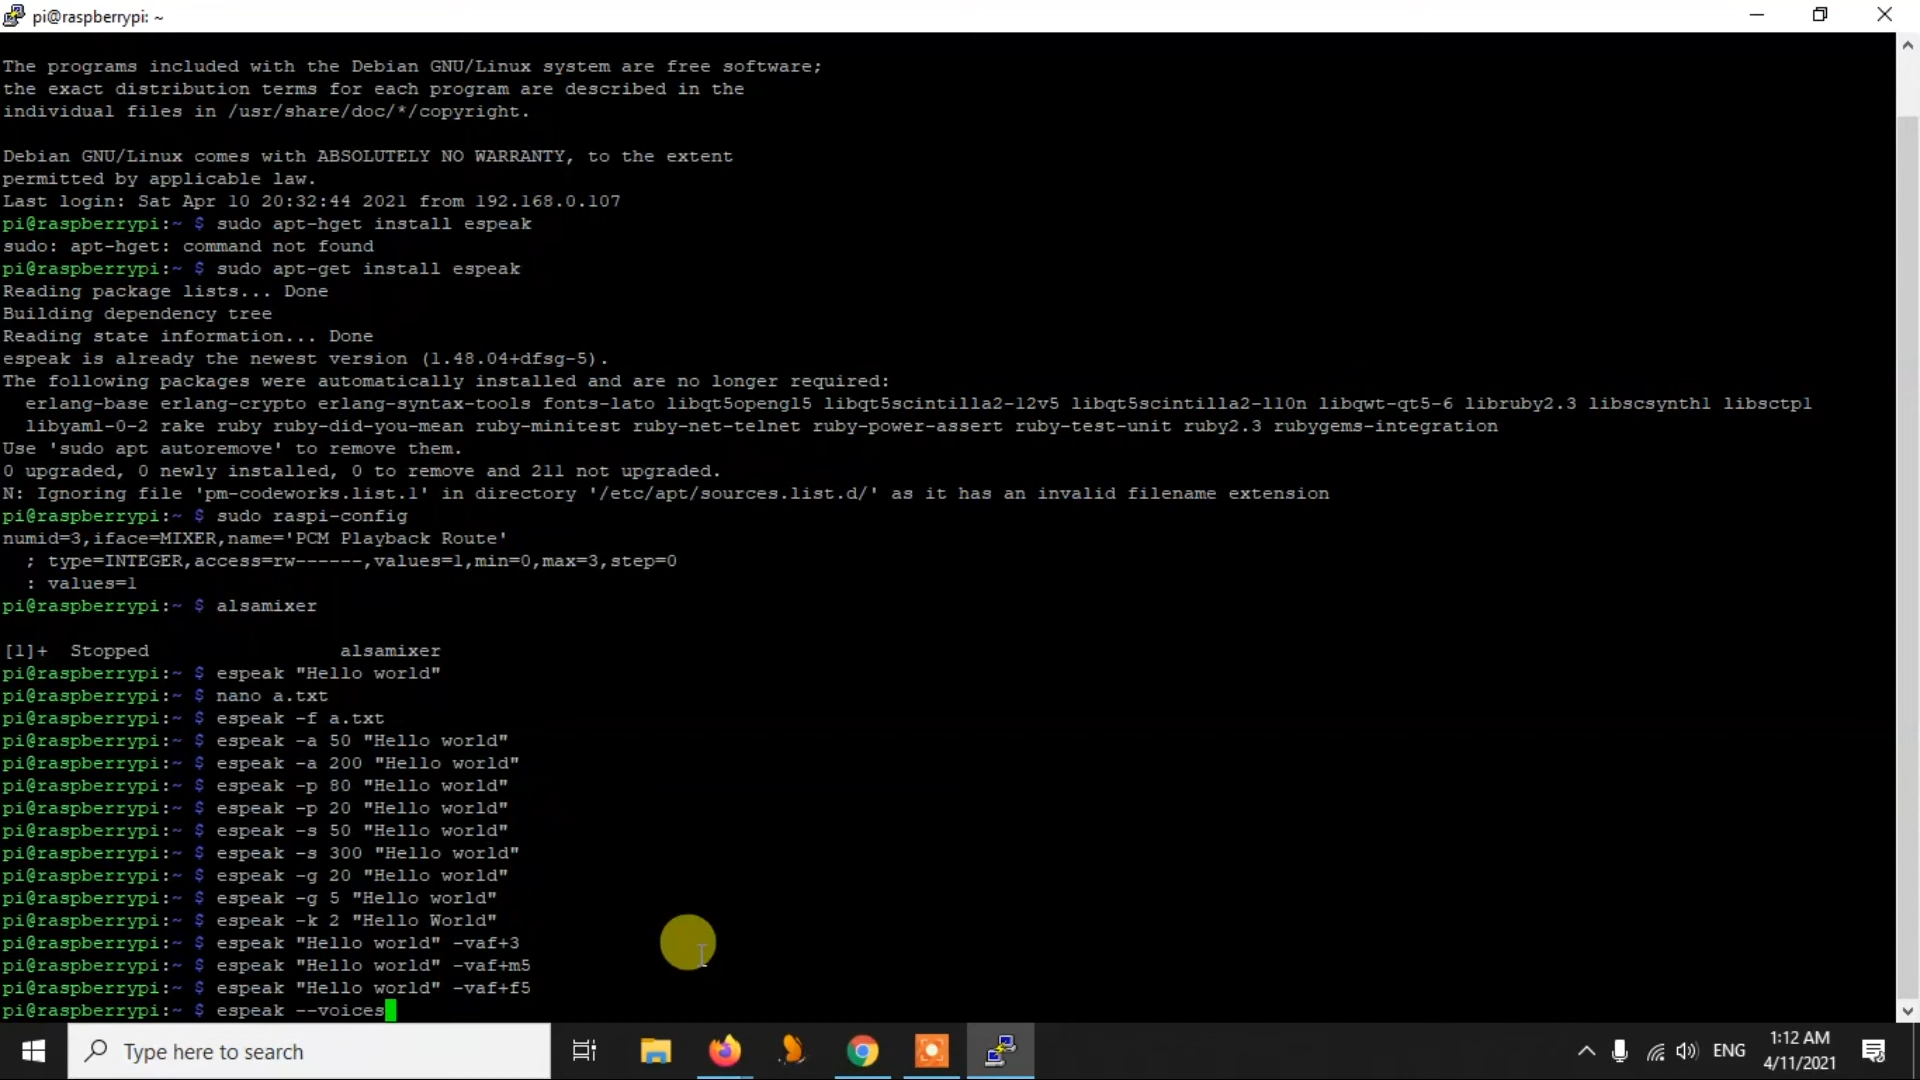 pi@raspberrypi: ~
The programs included with the Debian GNU/Linux system are free software;
the exact distribution terms for each program are described in the
individual files in /usr/share/doc/*/copyright.
Debian GNU/Linux comes with ABSOLUTELY NO WARRANTY, to the extent
permitted by applicable law.
Last login: Sat Apr 10 20:32:44 2021 from 192.168.0.107
pi@raspberrypi:~ $ sudo apt-hget install espeak
sudo: apt-hget: command not found
pi@raspberrypi:~ $ sudo apt-get install espeak
Reading package lists... Done
Building dependency tree
Reading state information... Done
espeak is already the newest version (1.48.04+dfsg-5).
The following packages were automatically installed and are no longer required:
  erlang-base erlang-crypto erlang-syntax-tools fonts-lato libqt5opengl5 libqt5scintilla2-12v5 libqt5scintilla2-l10n libqwt-qt5-6 libruby2.3 libscsynth1 libsctp1
  libyaml-0-2 rake ruby ruby-did-you-mean ruby-minitest ruby-net-telnet ruby-power-assert ruby-test-unit ruby2.3 rubygems-integration
Use 'sudo apt autoremove' to remove them.
0 upgraded, 0 newly installed, 0 to remove and 211 not upgraded.
N: Ignoring file 'pm-codeworks.list.1' in directory '/etc/apt/sources.list.d/' as it has an invalid filename extension
pi@raspberrypi:~ $ sudo raspi-config
numid=3,iface=MIXER,name='PCM Playback Route'
  ; type=INTEGER,access=rw------,values=1,min=0,max=3,step=0
  : values=1
pi@raspberrypi:~ $ alsamixer
[1]+  Stopped                 alsamixer
pi@raspberrypi:~ $ espeak "Hello world"
pi@raspberrypi:~ $ nano a.txt
pi@raspberrypi:~ $ espeak -f a.txt
pi@raspberrypi:~ $ espeak -a 50 "Hello world"
pi@raspberrypi:~ $ espeak -a 200 "Hello world"
pi@raspberrypi:~ $ espeak -p 80 "Hello world"
pi@raspberrypi:~ $ espeak -p 20 "Hello world"
pi@raspberrypi:~ $ espeak -s 50 "Hello world"
pi@raspberrypi:~ $ espeak -s 300 "Hello world"
pi@raspberrypi:~ $ espeak -g 20 "Hello world"
pi@raspberrypi:~ $ espeak -g 5 "Hello world"
pi@raspberrypi:~ $ espeak -k 2 "Hello World"
pi@raspberrypi:~ $ espeak "Hello world" -vaf+3
pi@raspberrypi:~ $ espeak "Hello world" -vaf+m5
pi@raspberrypi:~ $ espeak "Hello world" -vaf+f5
pi@raspberrypi:~ $ espeak --voices
Type here to search
ENG
1:12 AM
4/11/2021